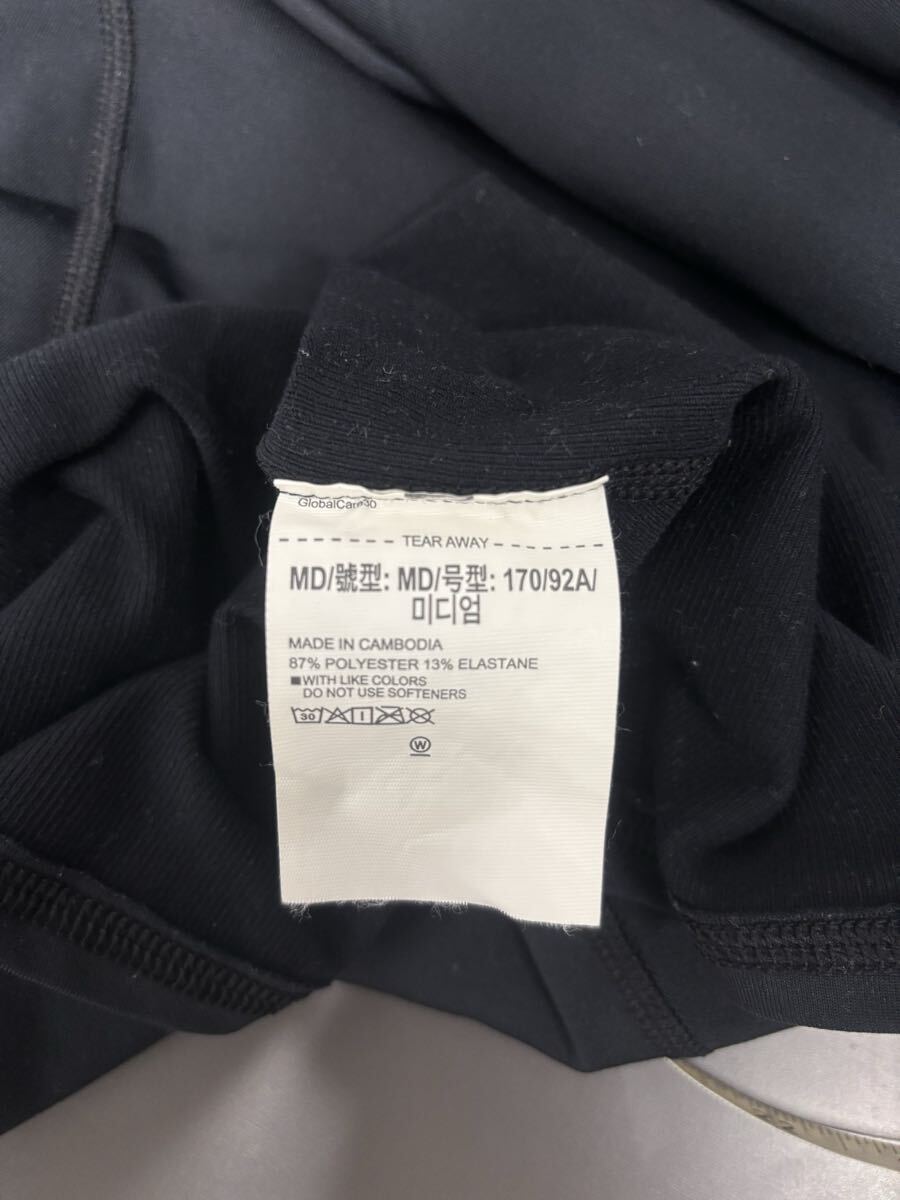 GlobalCare30
TEAR AWAY
MD/號型: MD/号型: 170/92A/
미디엄
MADE IN CAMBODIA
87% POLYESTER 13% ELASTANE
■WITH LIKE COLORS
DO NOT USE SOFTENERS
30
W